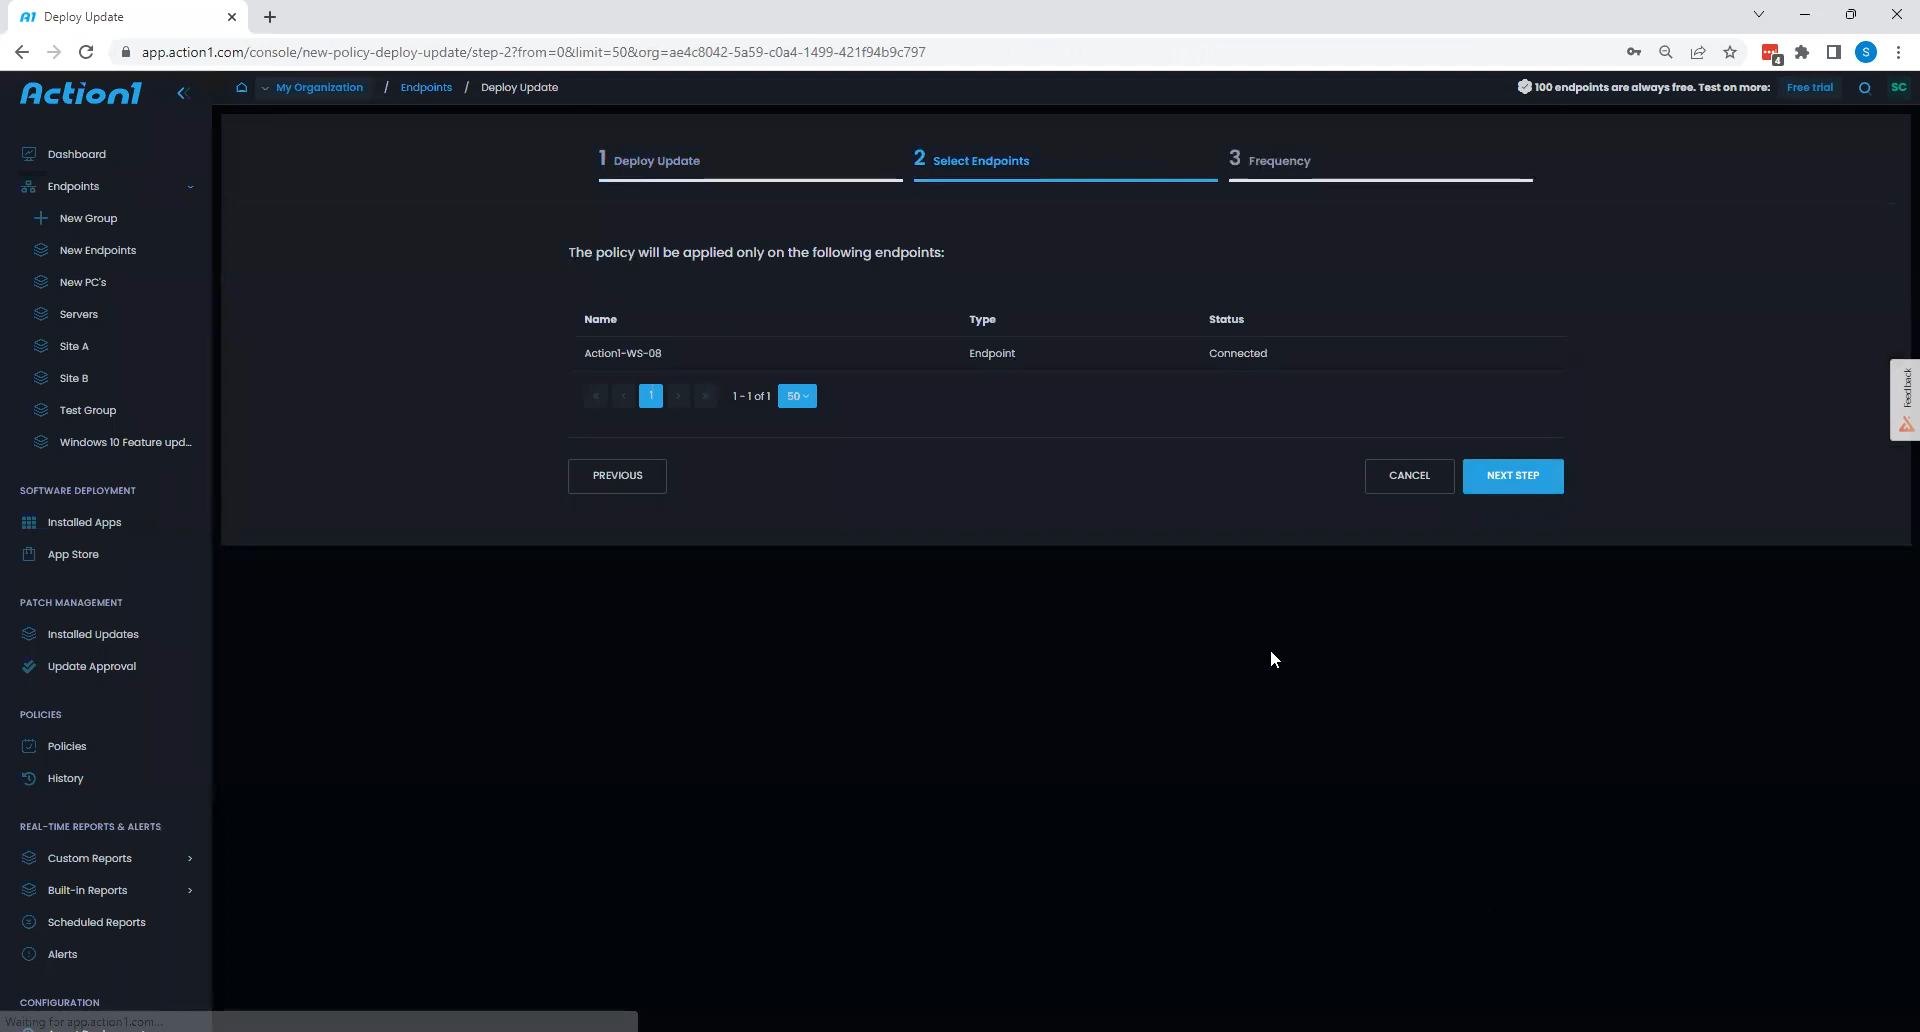 A1 Deploy Update
app.action1.com/console/new-policy-deploy-update/step-2?from=0&limit=50&org=ae4c8042-5a59-c0a4-1499-421f94b9c797
4
S
Action1
My Organization / Endpoints / Deploy Update
100 endpoints are always free. Test on more: Free trial
SC
Dashboard
Endpoints
New Group
New Endpoints
New PC's
Servers
Site A
Site B
Test Group
Windows 10 Feature upd...
SOFTWARE DEPLOYMENT
Installed Apps
App Store
PATCH MANAGEMENT
Installed Updates
Update Approval
POLICIES
Policies
History
REAL-TIME REPORTS & ALERTS
Custom Reports
Built-in Reports
Scheduled Reports
Alerts
CONFIGURATION
Waiting for app.action1.com...
1 Deploy Update
2 Select Endpoints
3 Frequency
The policy will be applied only on the following endpoints:
Name Type Status
Action1-WS-08 Endpoint Connected
« ‹ 1 › » 1 - 1 of 1 50
PREVIOUS CANCEL NEXT STEP
Feedback